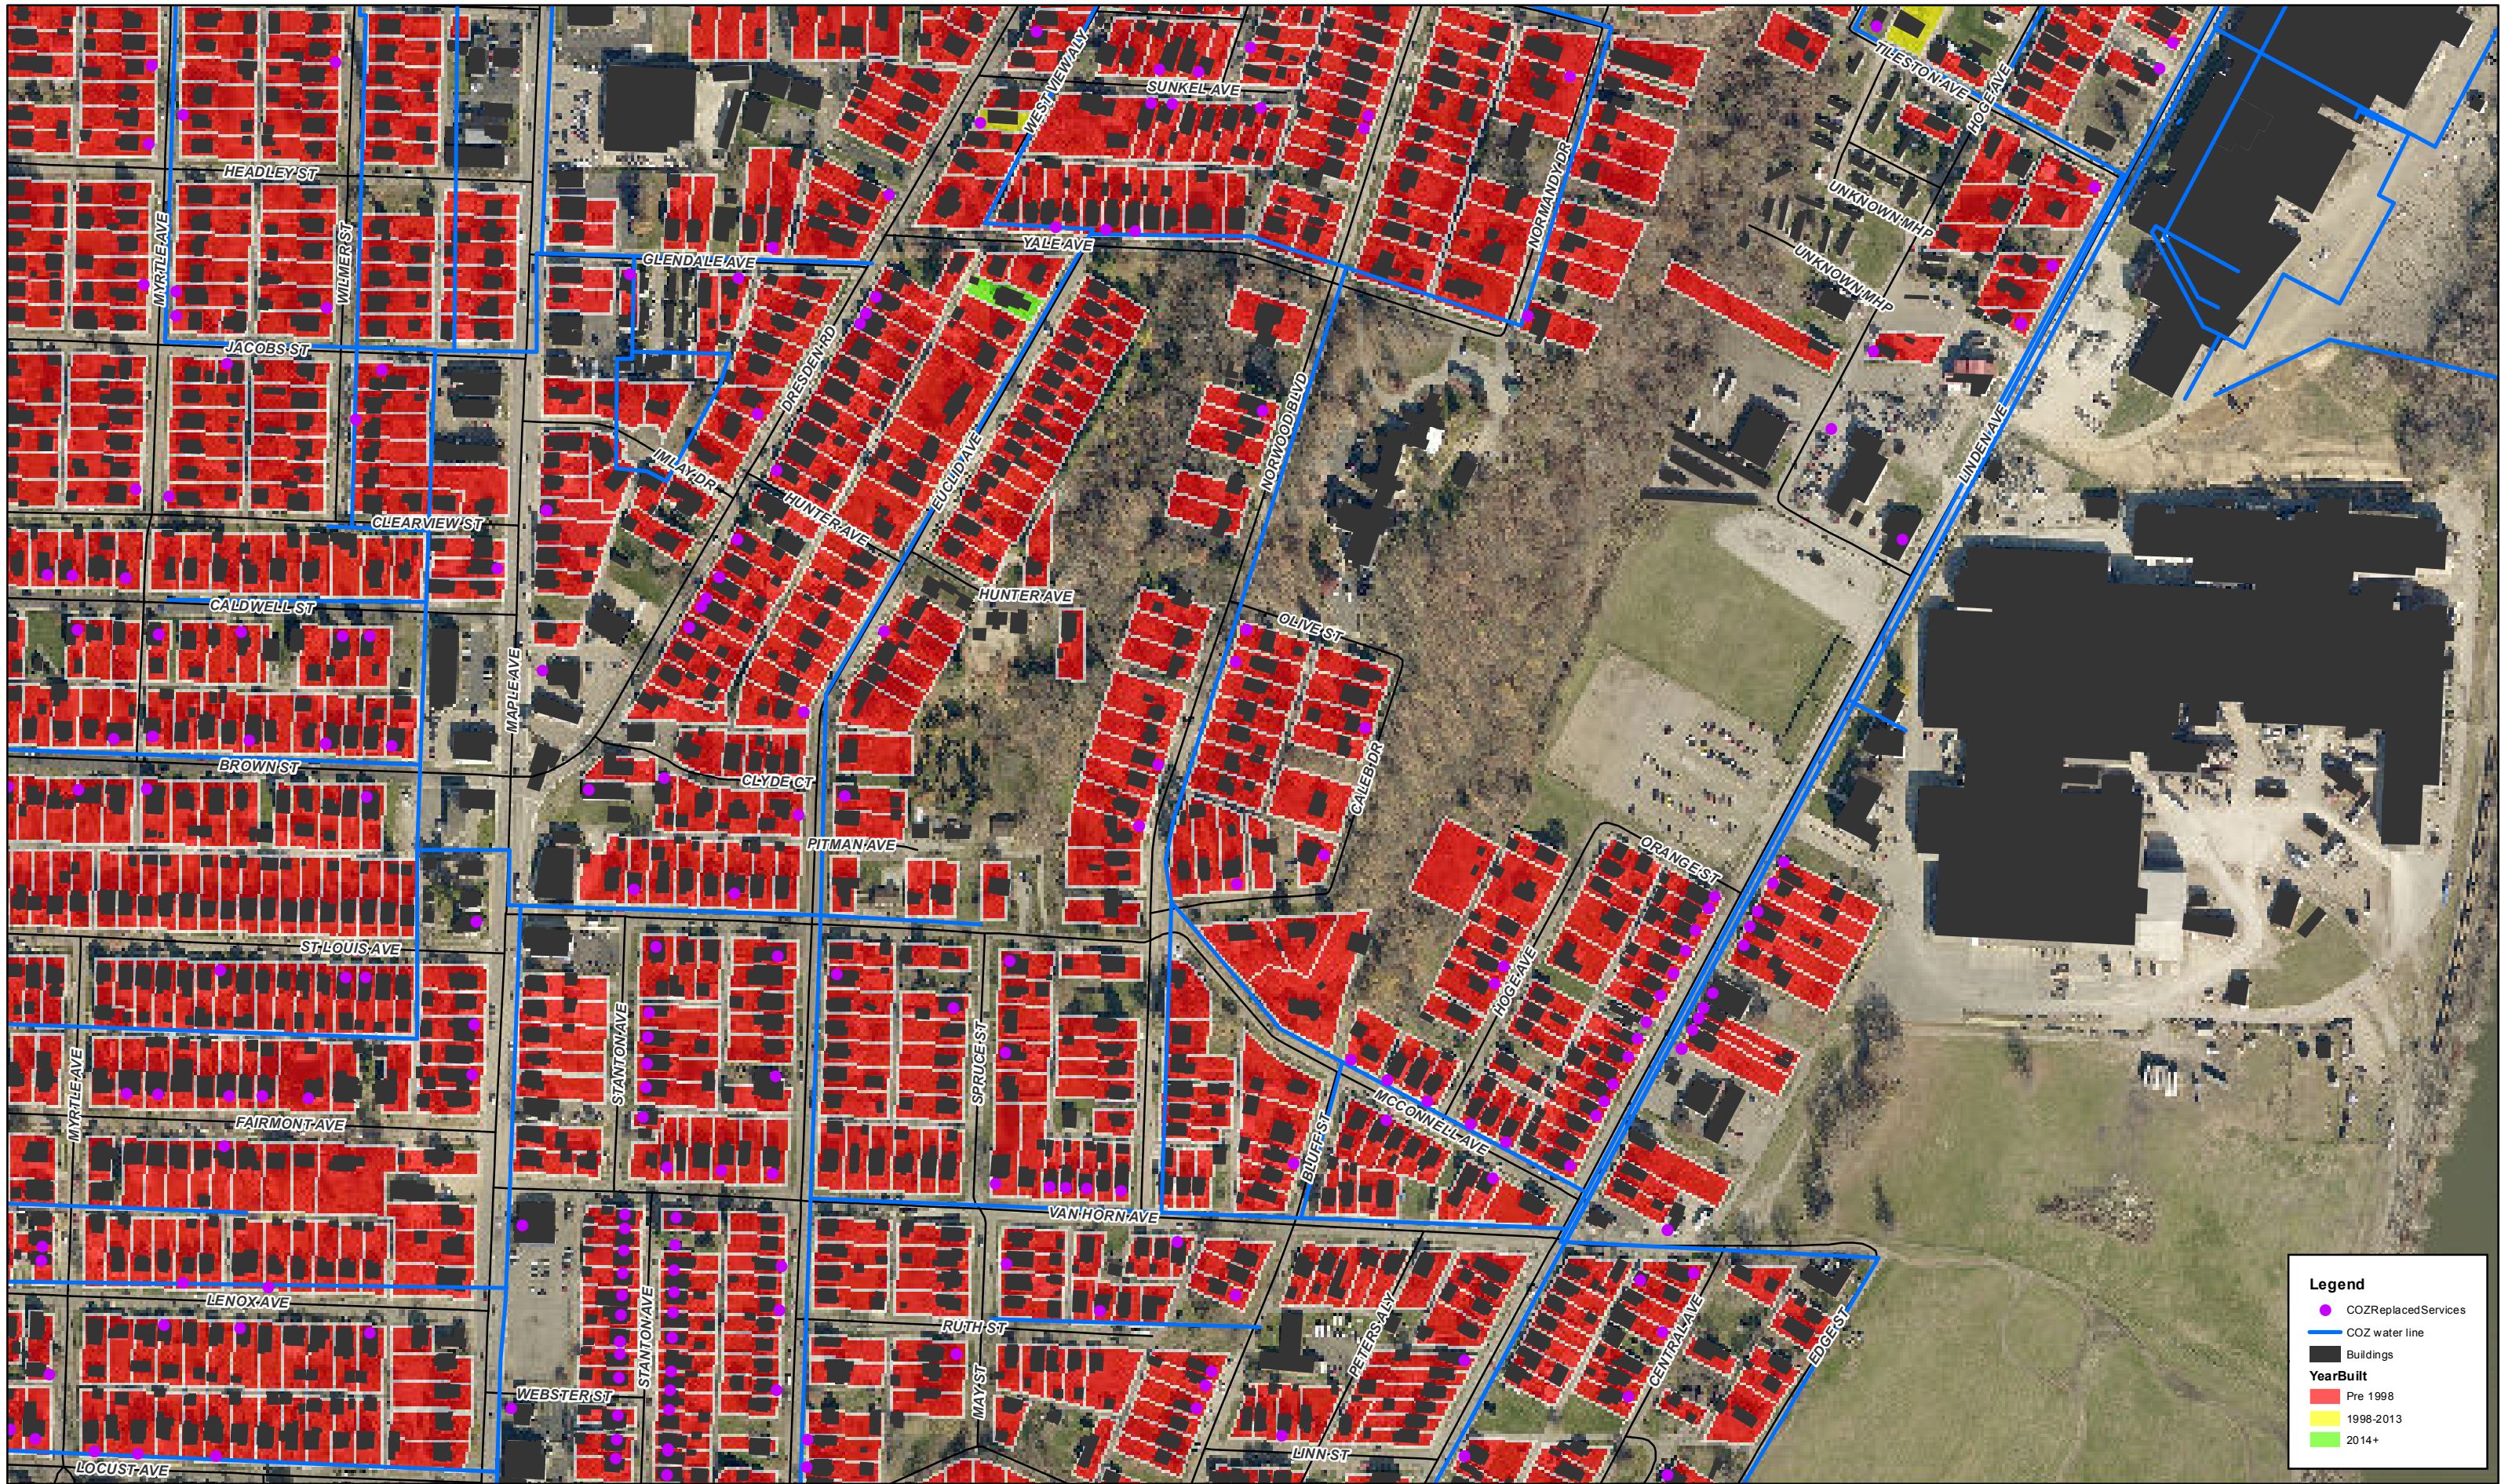 WEST VIEW ALY
SUNKEL AVE
TILESTON AVE
HOGE AVE
HEADLEY ST
MYRTLE AVE
WILMER ST
GLENDALE AVE
YALE AVE
NORMANDY DR
UNKNOWN MHP
UNKNOWN MHP
JACOBS ST
DRESDEN RD
NORWOOD BLVD
LINDEN AVE
IMLAY DR
HUNTER AVE
EUCLID AVE
CLEARVIEW ST
HUNTER AVE
CALDWELL ST
OLIVE ST
MAPLE AVE
BROWN ST
CLYDE CT
CALEB DR
PITMAN AVE
ORANGE ST
ST LOUIS AVE
HOGE AVE
STANTON AVE
SPRUCE ST
MYRTLE AVE
FAIRMONT AVE
MCCONNELL AVE
BLUFF ST
VAN HORN AVE
LENOX AVE
STANTON AVE
RUTH ST
PETERS ALY
CENTRAL AVE
EDGE ST
WEBSTER ST
MAY ST
LINN ST
LOCUST AVE
Legend
COZReplacedServices
COZ water line
Buildings
YearBuilt
Pre 1998
1998-2013
2014+